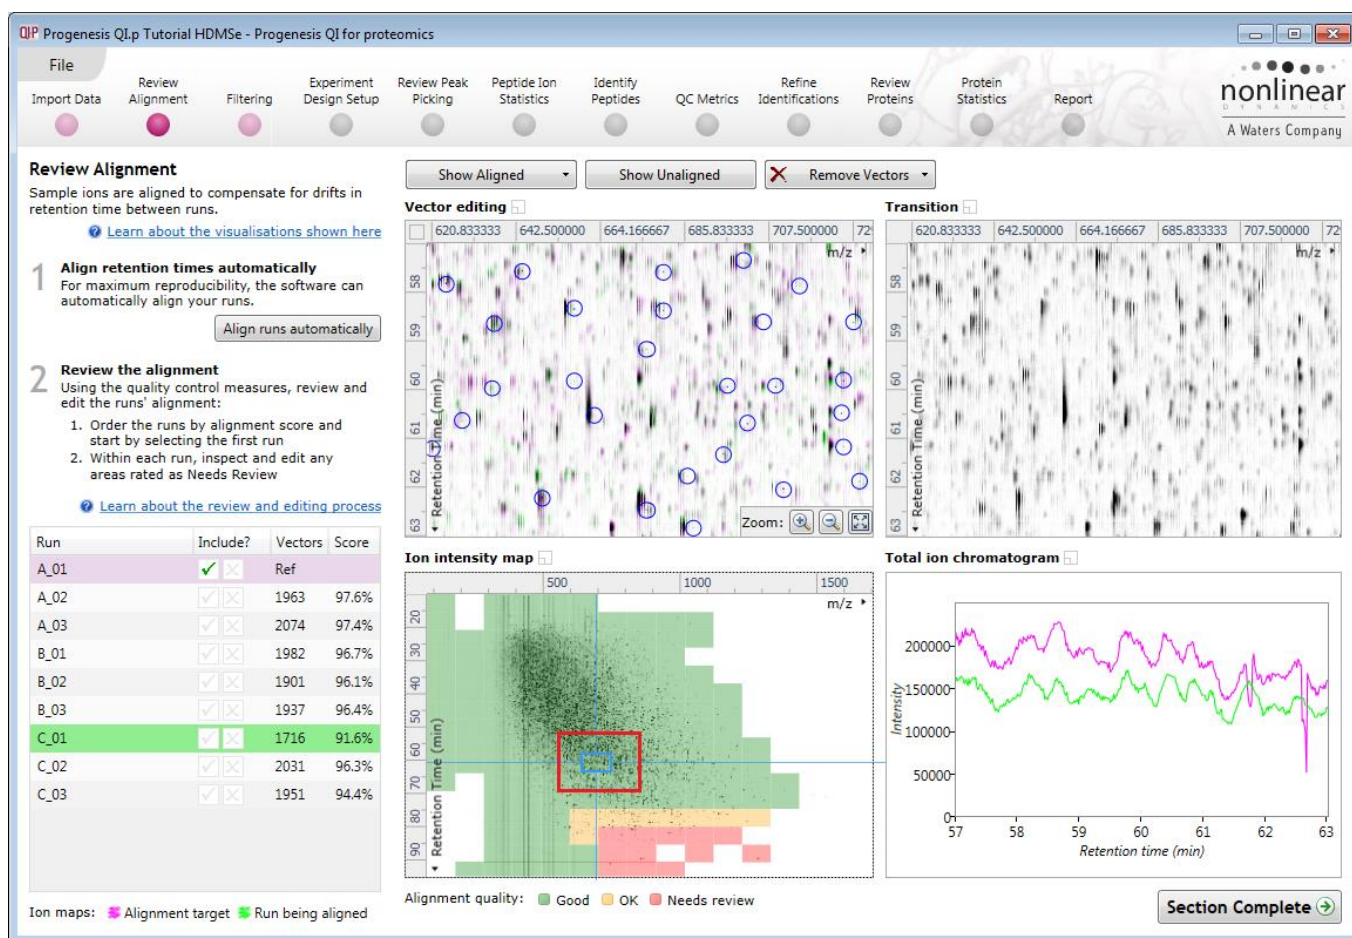 Progenesis QI.p Tutorial HDMSe - Progenesis QI for proteomics
File
Import Data
Review
Alignment
Filtering
Experiment
Design Setup
Review Peak
Picking
Peptide Ion
Statistics
Identify
Peptides
QC Metrics
Refine
Identifications
Review
Proteins
Protein
Statistics
Report
nonlinear
DYNAMICS
A Waters Company
Review Alignment
Sample ions are aligned to compensate for drifts in
retention time between runs.
Learn about the visualisations shown here
1
Align retention times automatically
For maximum reproducibility, the software can
automatically align your runs.
Align runs automatically
2
Review the alignment
Using the quality control measures, review and
edit the runs' alignment:
1. Order the runs by alignment score and
start by selecting the first run
2. Within each run, inspect and edit any
areas rated as Needs Review
Learn about the review and editing process
Run Include? Vectors Score
A_01 Ref
A_02 1963 97.6%
A_03 2074 97.4%
B_01 1982 96.7%
B_02 1901 96.1%
B_03 1937 96.4%
C_01 1716 91.6%
C_02 2031 96.3%
C_03 1951 94.4%
Ion maps: Alignment target Run being aligned
Show Aligned Show Unaligned Remove Vectors
Vector editing
620.833333 642.500000 664.166667 685.833333 707.500000 72
m/z
58
59
60
61
62
63
Retention Time (min)
Zoom:
Transition
620.833333 642.500000 664.166667 685.833333 707.500000 72
m/z
58
59
60
61
62
63
Retention Time (min)
Ion intensity map
500 1000 1500
m/z
20
30
40
50
60
70
80
90
Retention Time (min)
Alignment quality: Good OK Needs review
Total ion chromatogram
200000
150000
100000
50000
0
Intensity
57 58 59 60 61 62 63
Retention time (min)
Section Complete